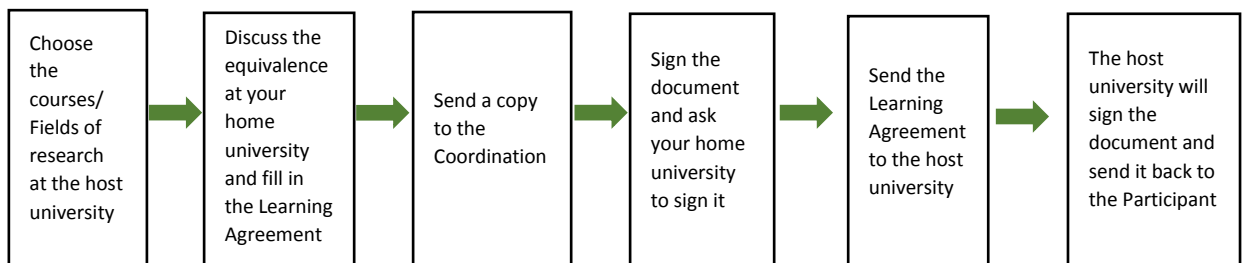 Choose
the
courses/
Fields of
research
at the host
university
Discuss the
equivalence
at your
home
university
and fill in
the Learning
Agreement
Send a copy
to the
Coordination
Sign the
document
and ask
your home
university
to sign it
Send the
Learning
Agreement
to the host
university
The host
university will
sign the
document and
send it back to
the Participant